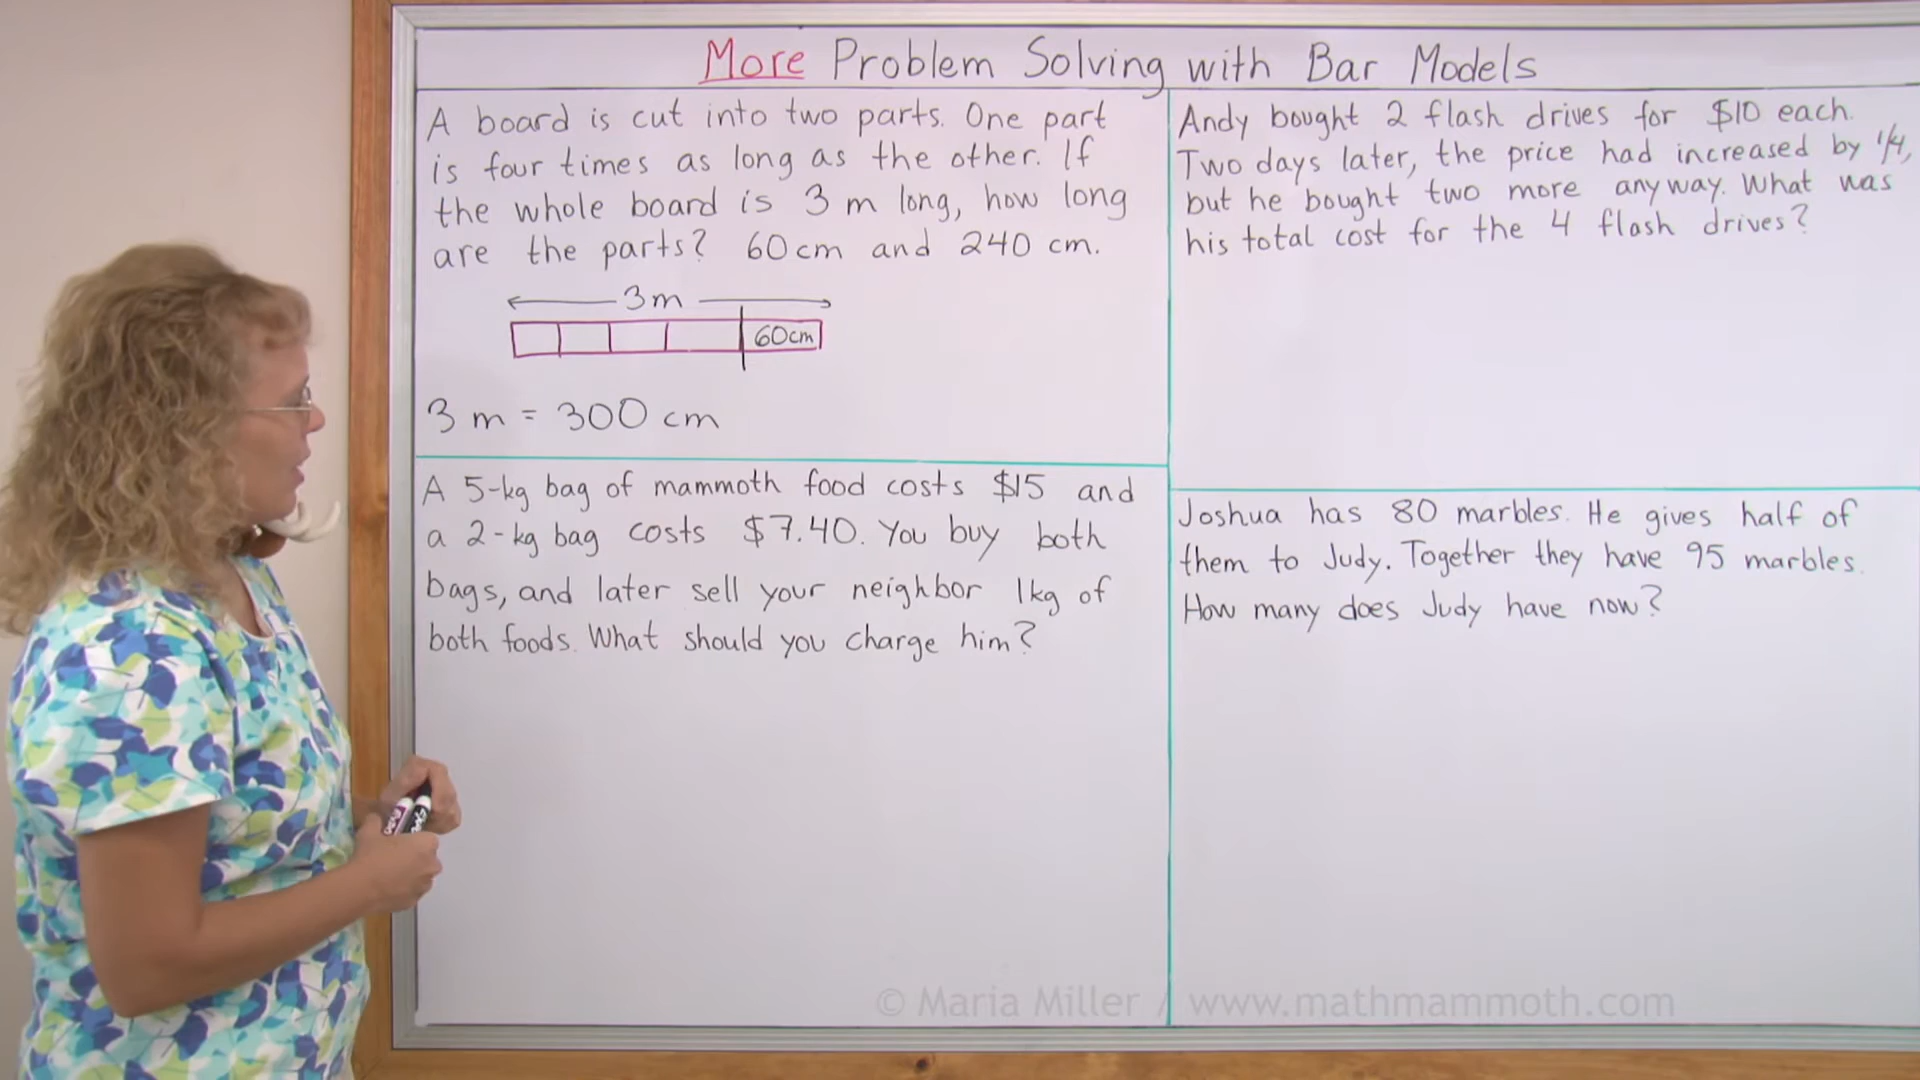 More Problem Solving with Bar Models
A board is cut into two parts. One part
is four times as long as the other. If
the whole board is 3 m long, how long
are the parts? 60cm and 240 cm.
3m
60cm
3 m = 300 cm
A 5-kg bag of mammoth food costs $15 and
a 2-kg bag costs $7.40. You buy both
bags, and later sell your neighbor 1kg of
both foods. What should you charge him?
Andy bought 2 flash drives for $10 each.
Two days later, the price had increased by 1/4,
but he bought two more anyway. What was
his total cost for the 4 flash drives?
Joshua has 80 marbles. He gives half of
them to Judy. Together they have 95 marbles.
How many does Judy have now?
© Maria Miller / www.mathmammoth.com